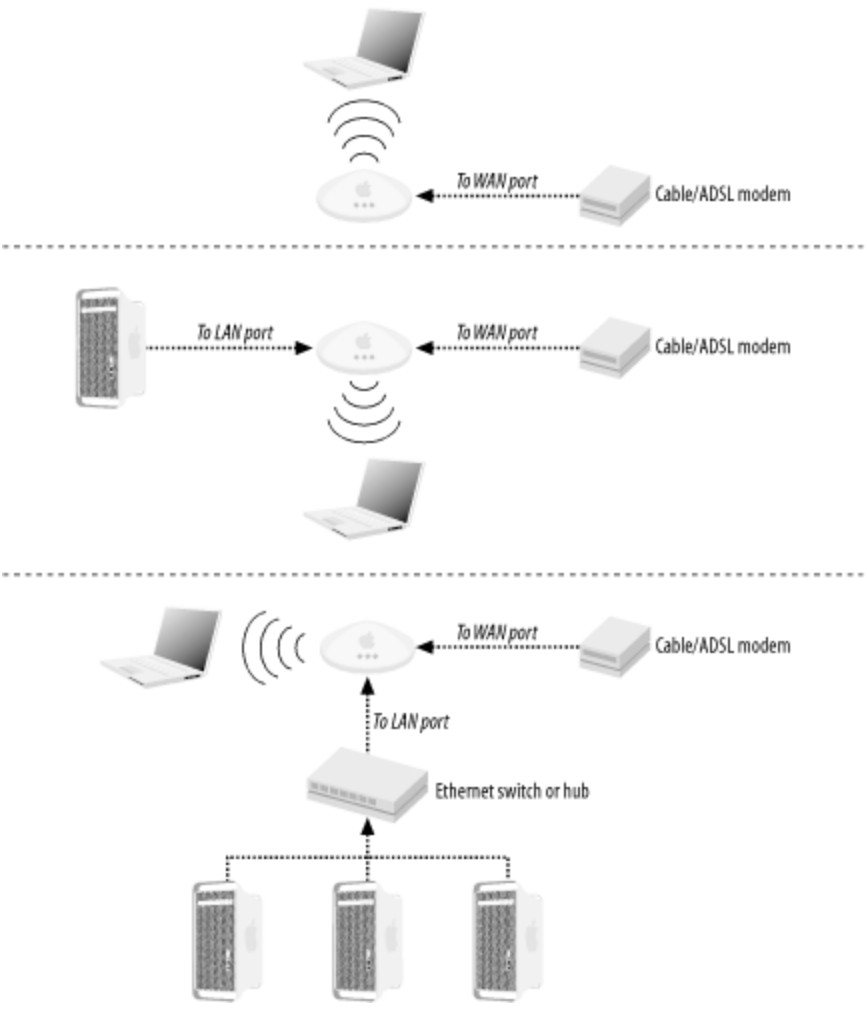 To WAN port
Cable/ADSL modem
To LAN port
To WAN port
Cable/ADSL modem
To WAN port
Cable/ADSL modem
To LAN port
Ethernet switch or hub